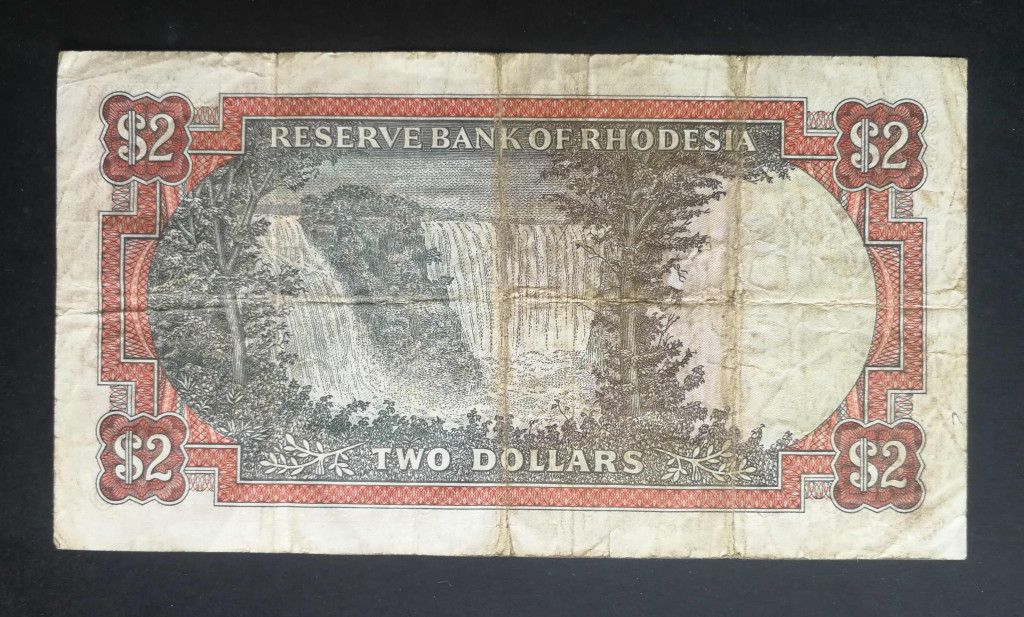 $2 $2
RESERVE BANK OF RHODESIA
$2 TWO DOLLARS $2